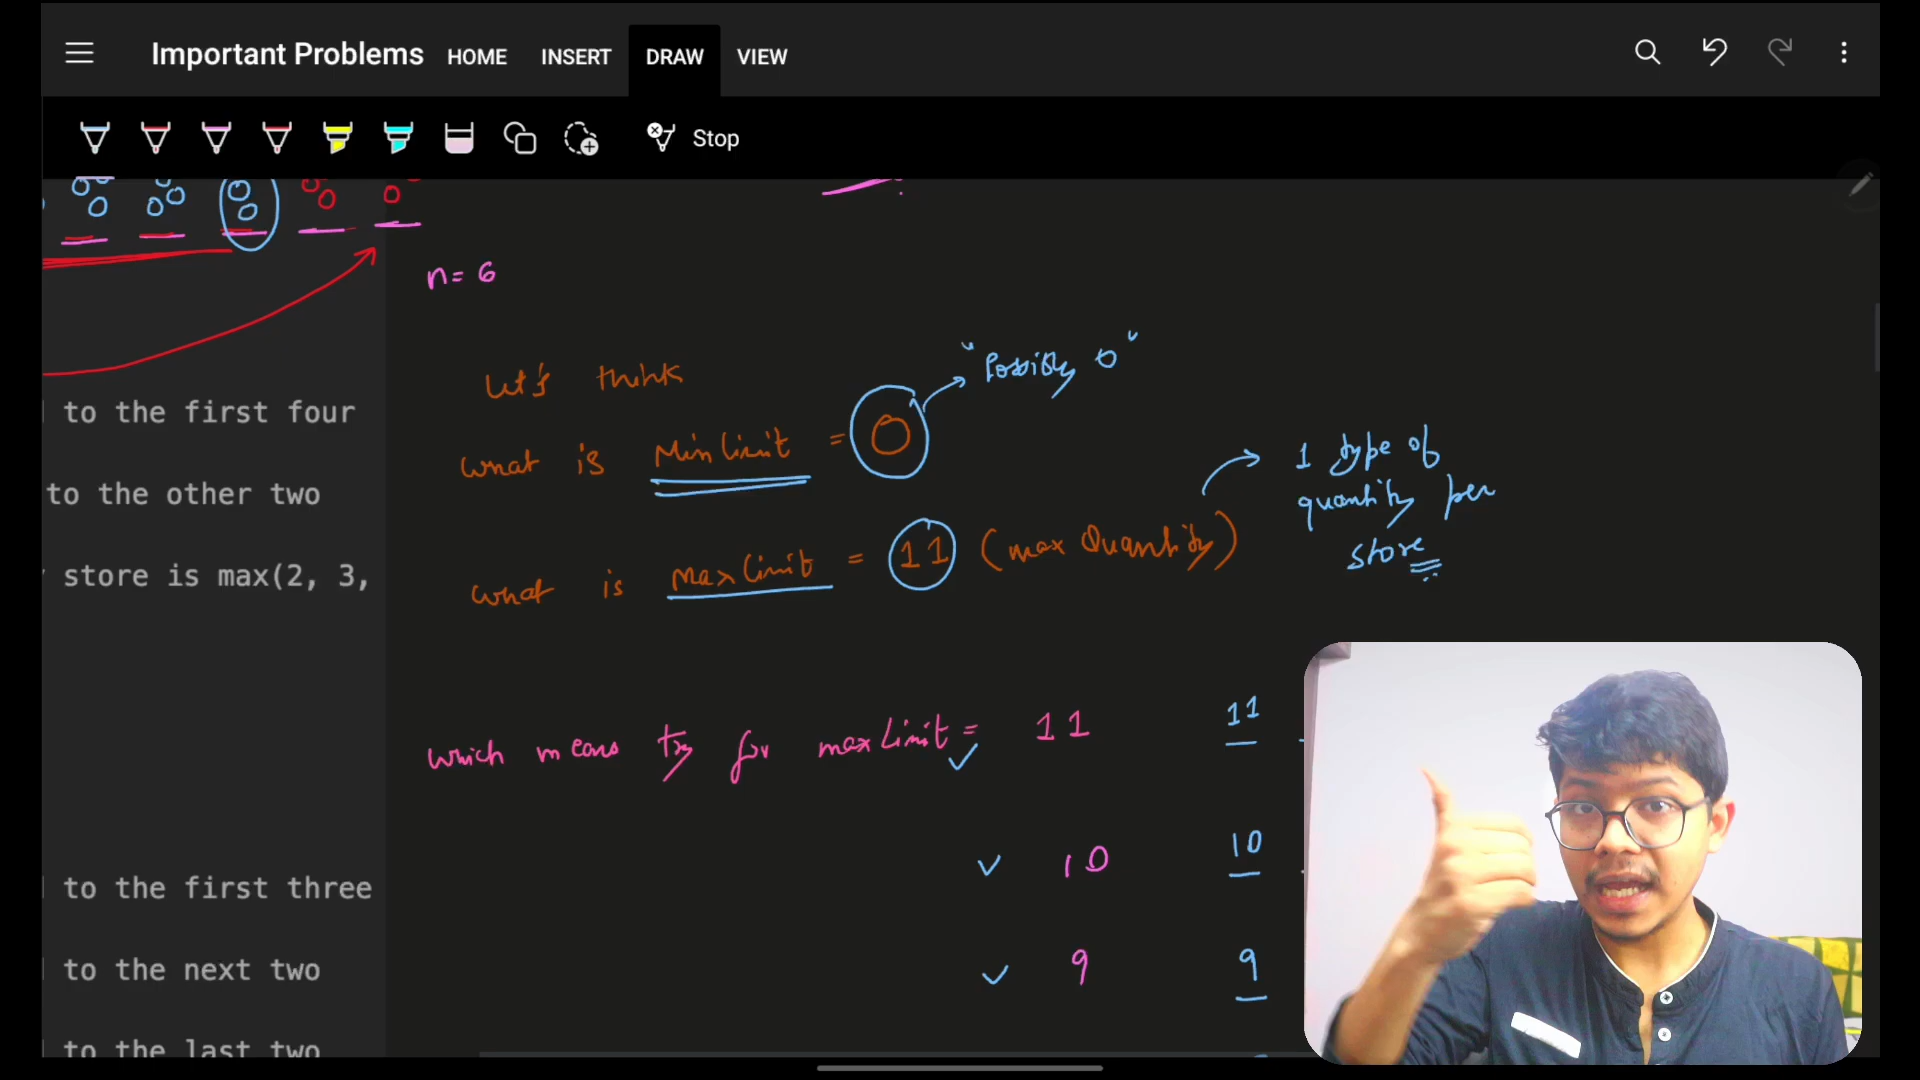 Important Problems HOME INSERT DRAW VIEW
Stop
n = 6
Let's think
"Possibly 0"
what is Min limit = 0
1 type of
quantity per
store
what is max limit = 11 (max Quantity)
to the first four
to the other two
store is max(2, 3,
which means try for max limit = 11 11
10 10
9 9
to the first three
to the next two
to the last two